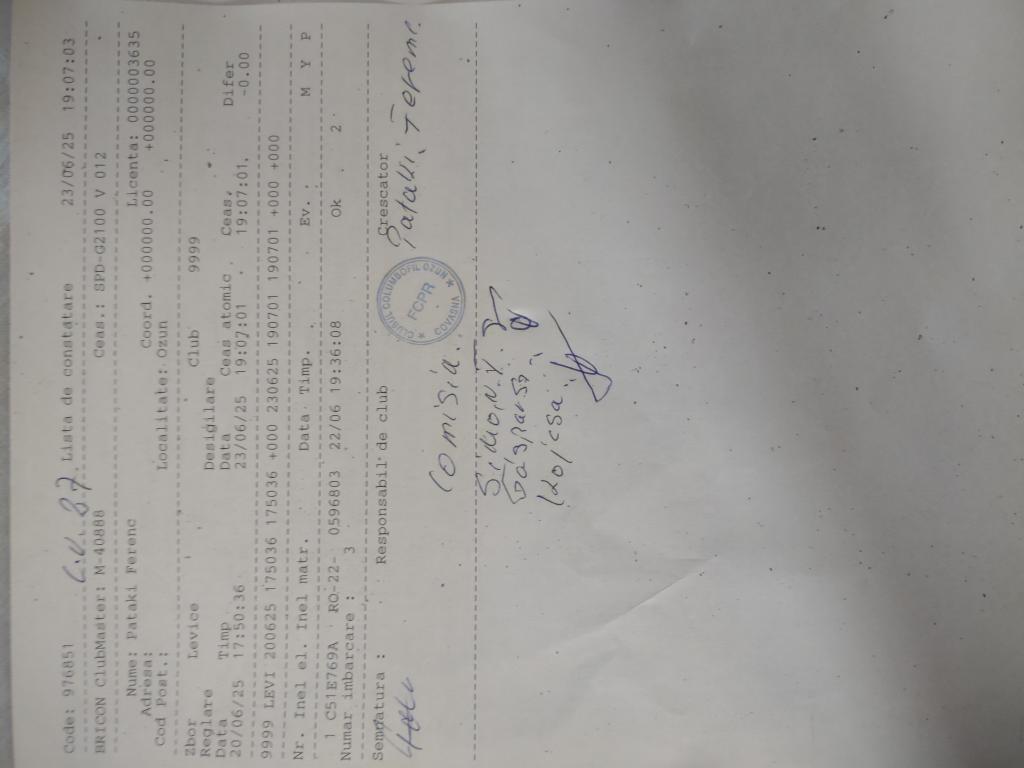 Code: 976851 C.U. 87. Lista de constatare 23/06/25 19:07:03
BRICON ClubMaster: M-40888 Ceas.: SPD-G2100 V 012
Nume: Pataki Ferenc Licenta: 0000003635
Adresa: Coord. +000000.00 +000000.00
Cod Post.: Localitate: Ozun
Zbor Levice Club 9999
Reglare Desigilare
Data Timp Data Ceas atomic Ceas. Difer
20/06/25 17:50:36 23/06/25 19:07:01 19:07:01. -0.00
9999 LEVI 200625 175036 175036 +000 230625 190701 190701 +000 +000
Nr. Inel el. Inel matr. Data Timp. Ev. M Y P
1 C51E769A RO-22- 0596803 22/06 19:36:08 Ok 2
Numar imbarcare : 3
Semnatura : Responsabil de club Crescator
CLUBUL COLUMBOFIL OZUN * COVASNA *
FCPR
Comisia.